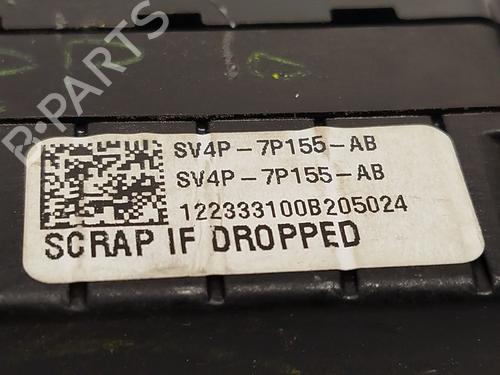 R-PARTS
SV4P-7P155-AB
SV4P-7P155-AB
122333100B205024
SCRAP IF DROPPED